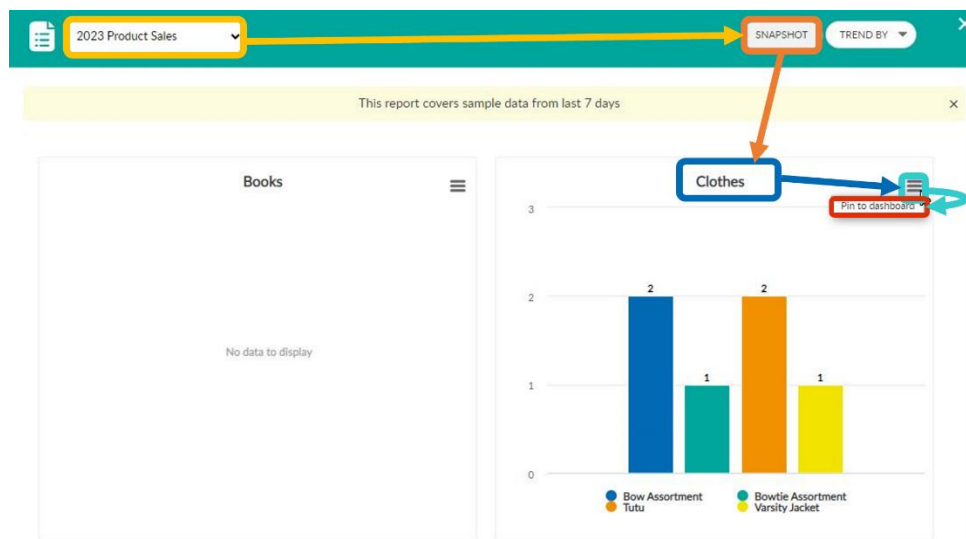 2023 Product Sales
SNAPSHOT
TREND BY
This report covers sample data from last 7 days
Books
Clothes
Pin to dashboard
3
2
1
0
2
1
2
1
No data to display
Bow Assortment
Bowtie Assortment
Tutu
Varsity Jacket